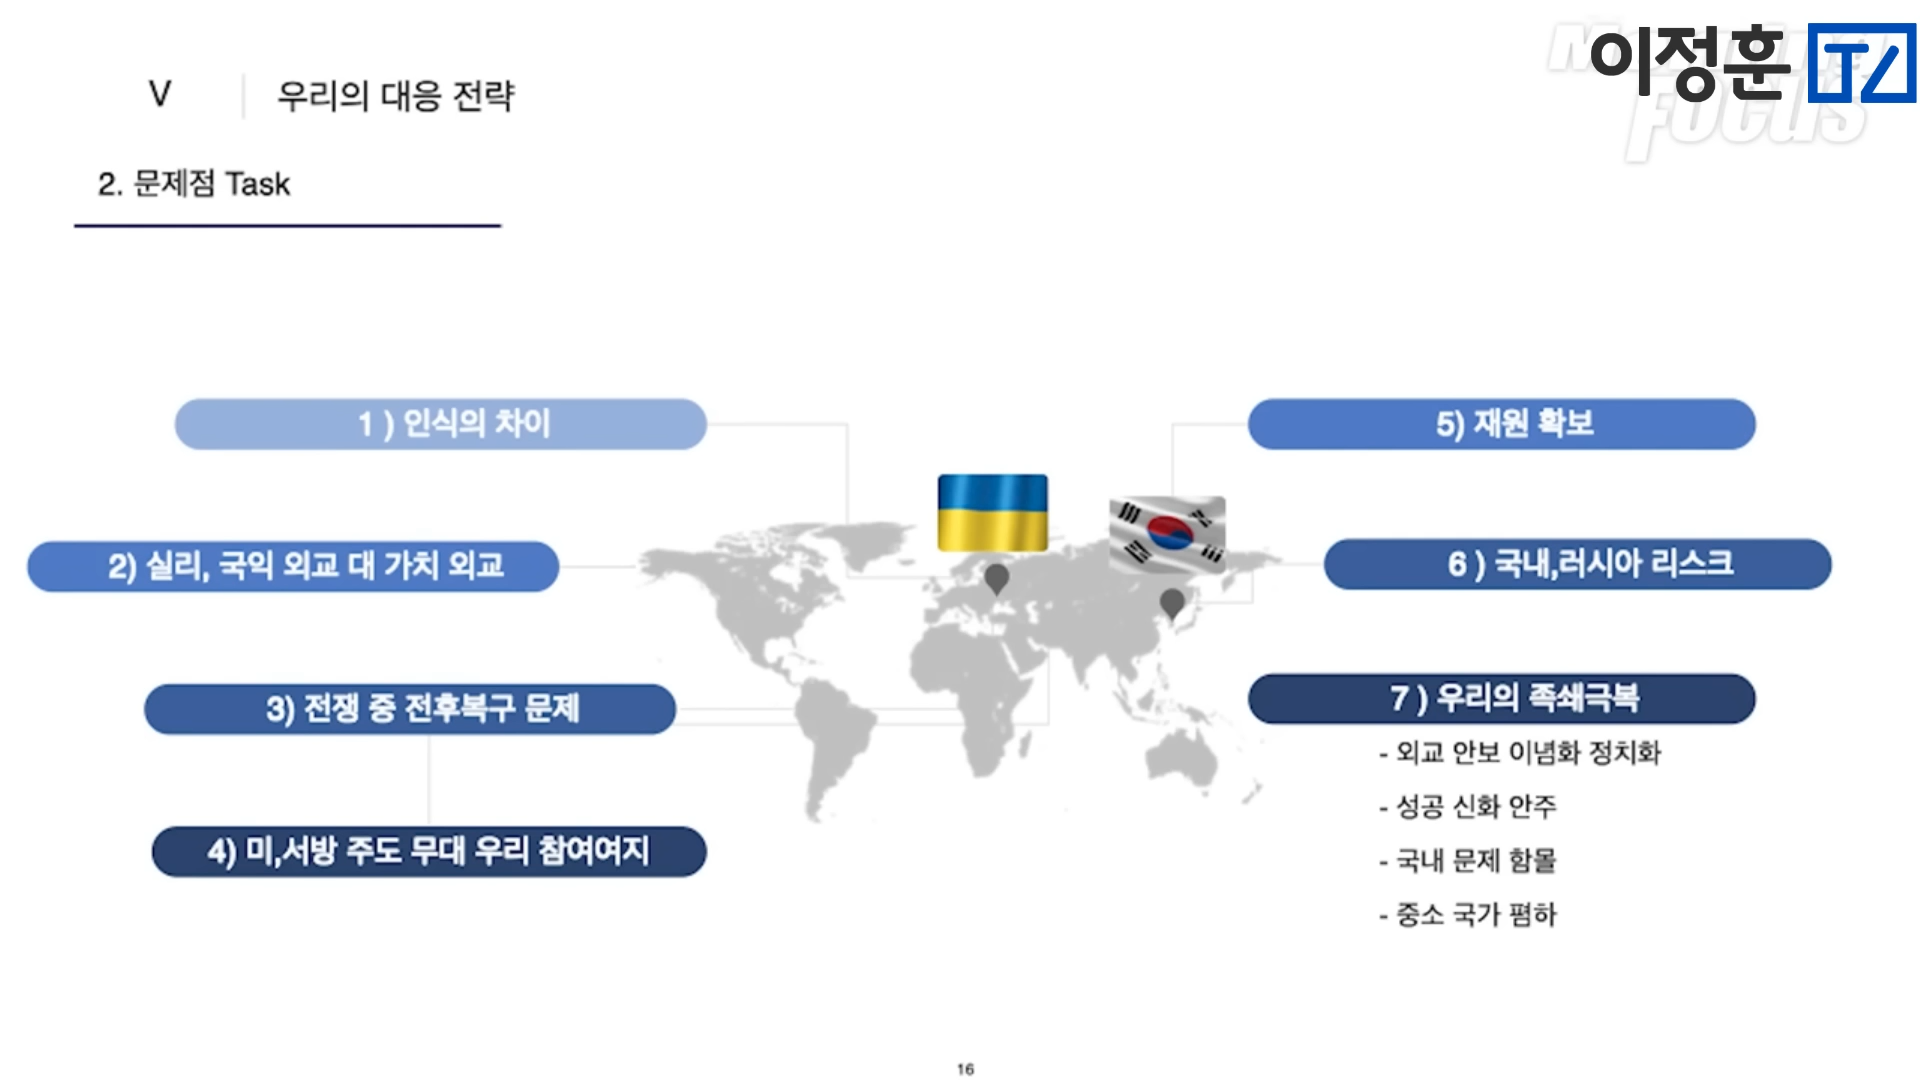 이정훈 TV
Focus
V
우리의 대응 전략
2. 문제점 Task
1 ) 인식의 차이
2) 실리, 국익 외교 대 가치 외교
3) 전쟁 중 전후복구 문제
4) 미,서방 주도 무대 우리 참여여지
5) 재원 확보
6 ) 국내,러시아 리스크
7 ) 우리의 족쇄극복
- 외교 안보 이념화 정치화
- 성공 신화 안주
- 국내 문제 함몰
- 중소 국가 폄하
16